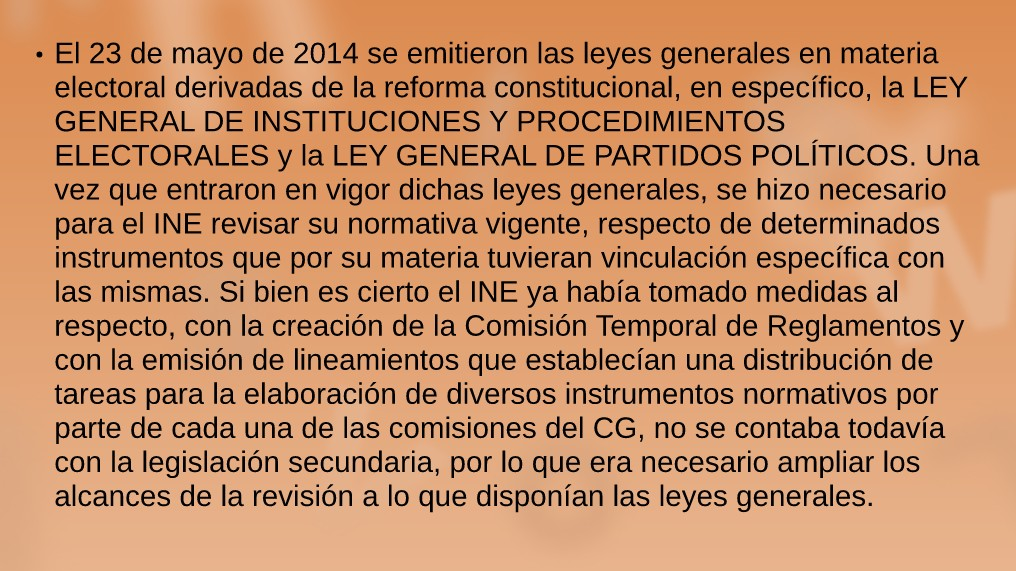 • El 23 de mayo de 2014 se emitieron las leyes generales en materia
electoral derivadas de la reforma constitucional, en específico, la LEY
GENERAL DE INSTITUCIONES Y PROCEDIMIENTOS
ELECTORALES y la LEY GENERAL DE PARTIDOS POLÍTICOS. Una
vez que entraron en vigor dichas leyes generales, se hizo necesario
para el INE revisar su normativa vigente, respecto de determinados
instrumentos que por su materia tuvieran vinculación específica con
las mismas. Si bien es cierto el INE ya había tomado medidas al
respecto, con la creación de la Comisión Temporal de Reglamentos y
con la emisión de lineamientos que establecían una distribución de
tareas para la elaboración de diversos instrumentos normativos por
parte de cada una de las comisiones del CG, no se contaba todavía
con la legislación secundaria, por lo que era necesario ampliar los
alcances de la revisión a lo que disponían las leyes generales.